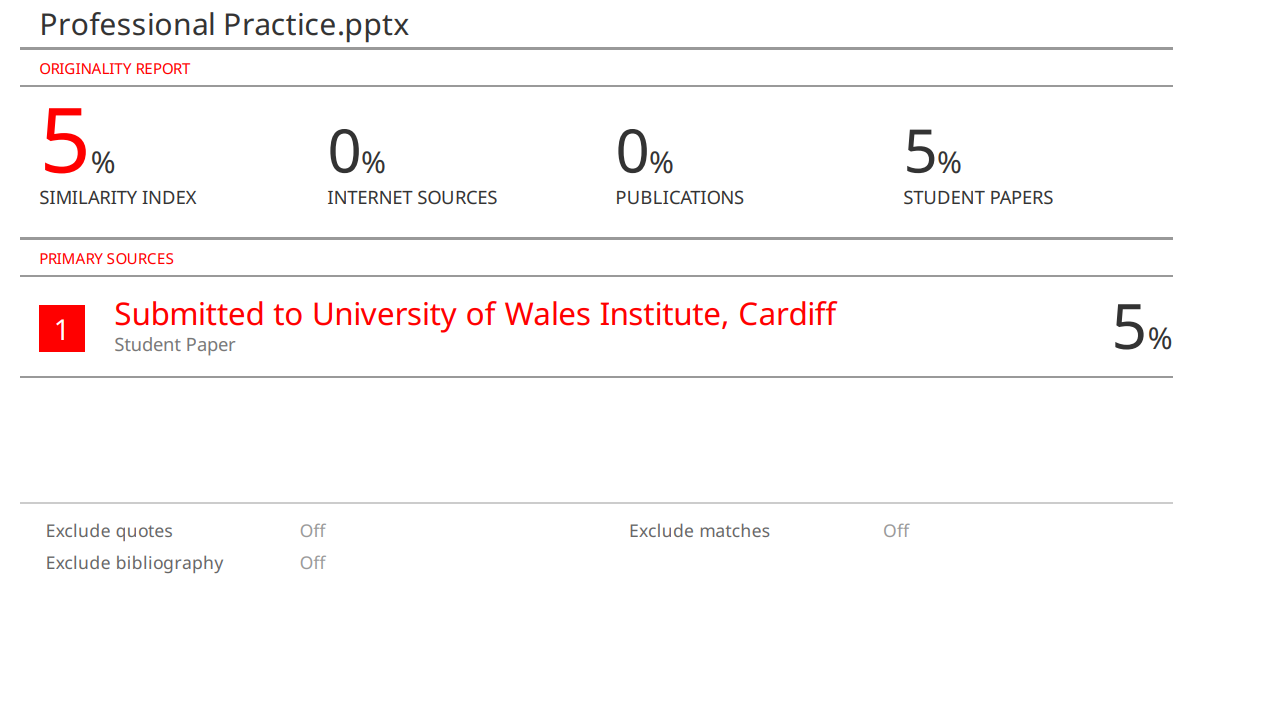 Professional Practice.pptx
ORIGINALITY REPORT
5% 0% 0% 5%
SIMILARITY INDEX INTERNET SOURCES PUBLICATIONS STUDENT PAPERS
PRIMARY SOURCES
1 Submitted to University of Wales Institute, Cardiff 5%
Student Paper
Exclude quotes Off Exclude matches Off
Exclude bibliography Off